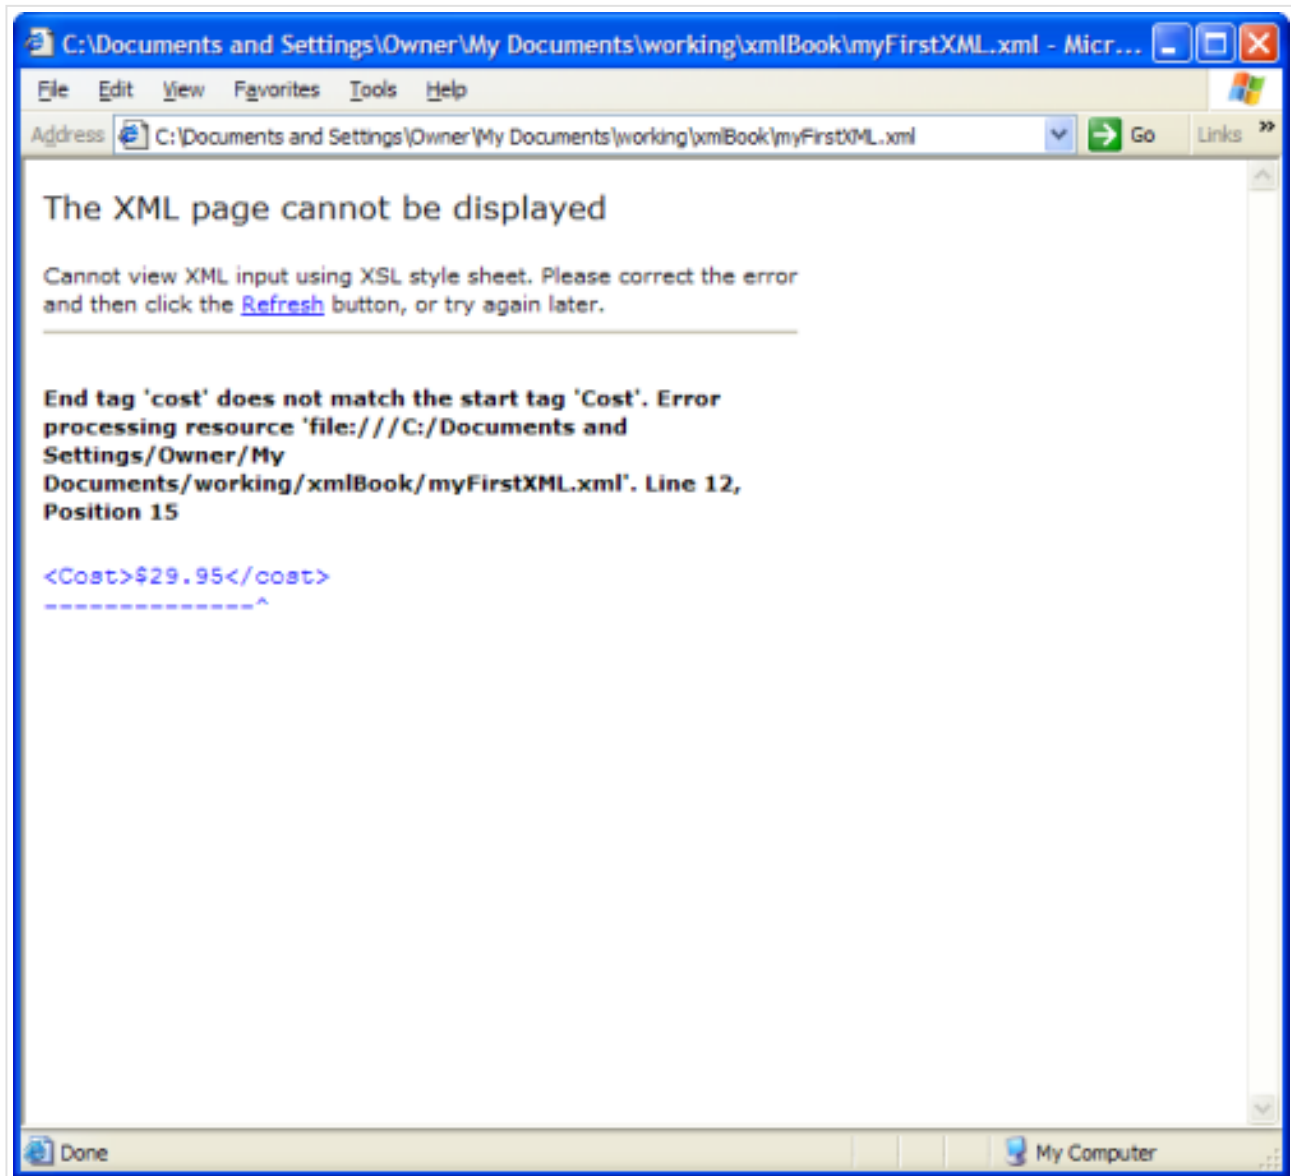 C:\Documents and Settings\Owner\My Documents\working\xmlBook\myFirstXML.xml - Micr...
File Edit View Favorites Tools Help
Address C:\Documents and Settings\Owner\My Documents\working\xmlBook\myFirstXML.xml Go Links »
The XML page cannot be displayed
Cannot view XML input using XSL style sheet. Please correct the error
and then click the Refresh button, or try again later.
End tag 'cost' does not match the start tag 'Cost'. Error
processing resource 'file:///C:/Documents and
Settings/Owner/My
Documents/working/xmlBook/myFirstXML.xml'. Line 12,
Position 15
<Cost>$29.95</cost>
--------------^
Done My Computer